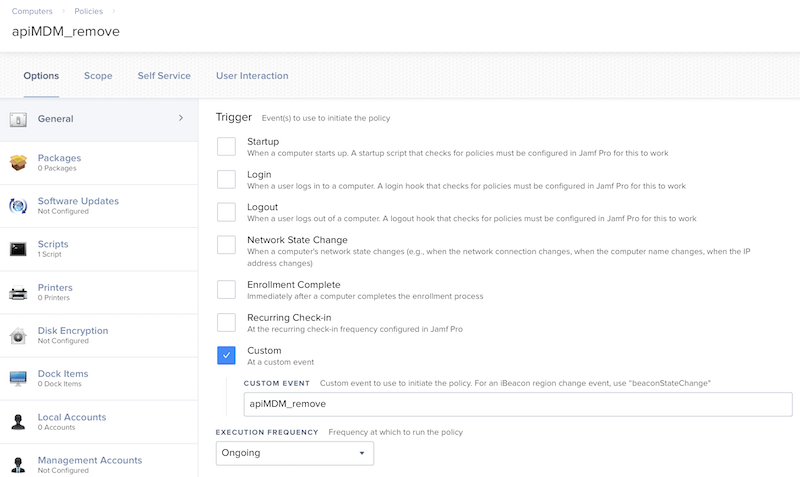 Computers Policies
apiMDM_remove
Options Scope Self Service User Interaction
General
Packages
0 Packages
Software Updates
Not Configured
Scripts
1 Script
Printers
0 Printers
Disk Encryption
Not Configured
Dock Items
0 Dock Items
Local Accounts
0 Accounts
Management Accounts
Not Configured
Trigger Event(s) to use to initiate the policy
Startup
When a computer starts up. A startup script that checks for policies must be configured in Jamf Pro for this to work
Login
When a user logs in to a computer. A login hook that checks for policies must be configured in Jamf Pro for this to work
Logout
When a user logs out of a computer. A logout hook that checks for policies must be configured in Jamf Pro for this to work
Network State Change
When a computer's network state changes (e.g., when the network connection changes, when the computer name changes, when the IP
address changes)
Enrollment Complete
Immediately after a computer completes the enrollment process
Recurring Check-in
At the recurring check-in frequency configured in Jamf Pro
Custom
At a custom event
CUSTOM EVENT Custom event to use to initiate the policy. For an iBeacon region change event, use "beaconStateChange"
apiMDM_remove
EXECUTION FREQUENCY Frequency at which to run the policy
Ongoing